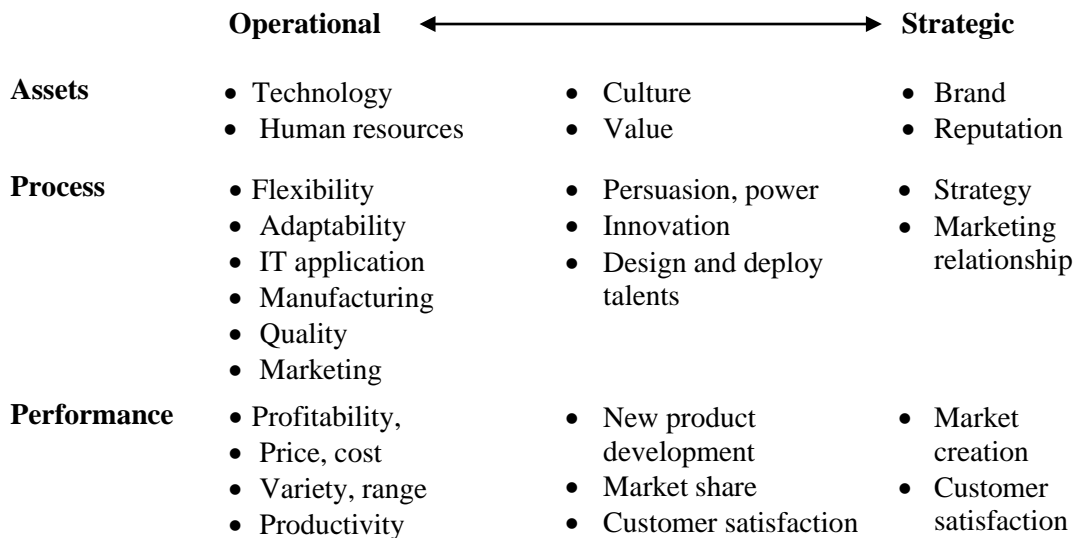 Operational Strategic
Assets • Technology • Culture • Brand
• Human resources • Value • Reputation
Process • Flexibility • Persuasion, power • Strategy
• Adaptability • Innovation • Marketing
• IT application • Design and deploy relationship
• Manufacturing talents
• Quality
• Marketing
Performance • Profitability, • New product • Market
• Price, cost development creation
• Variety, range • Market share • Customer
• Productivity • Customer satisfaction satisfaction